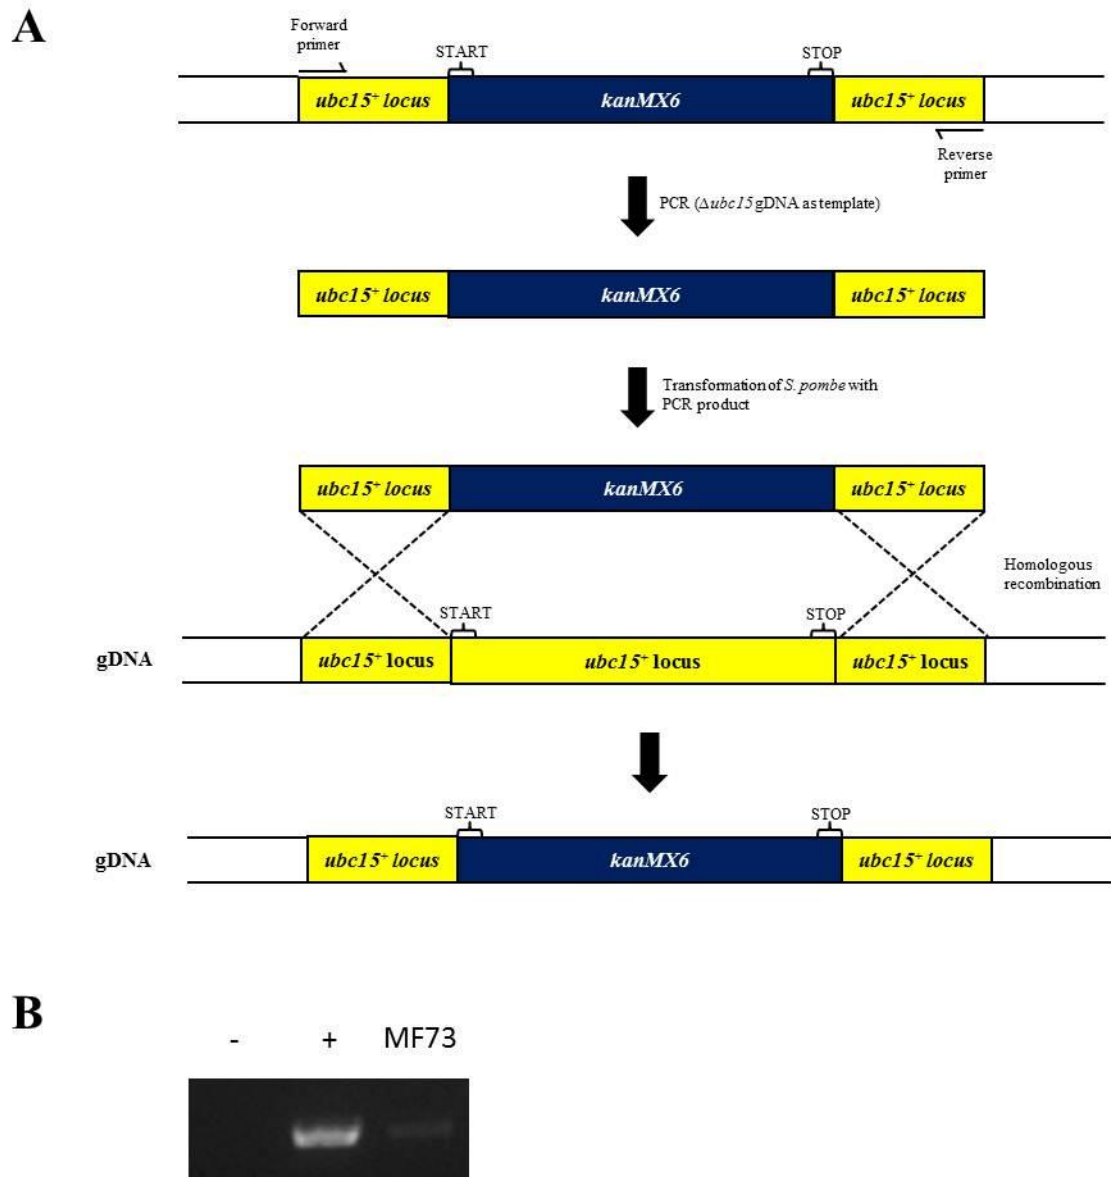 A
Forward
primer
START
STOP
ubc15+ locus
kanMX6
ubc15+ locus
Reverse
primer
PCR (Δubc15 gDNA as template)
ubc15+ locus
kanMX6
ubc15+ locus
Transformation of S. pombe with
PCR product
ubc15+ locus
kanMX6
ubc15+ locus
Homologous
recombination
START
STOP
gDNA
ubc15+ locus
ubc15+ locus
ubc15+ locus
START
STOP
gDNA
ubc15+ locus
kanMX6
ubc15+ locus
B
- + MF73